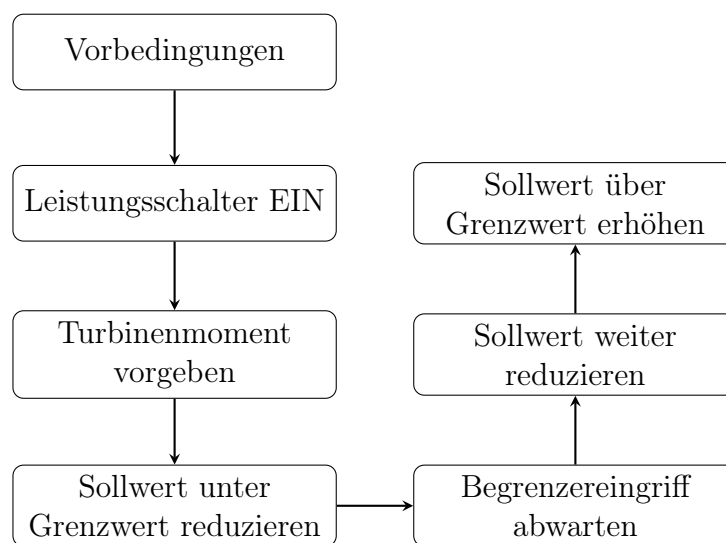 Vorbedingungen
Leistungsschalter EIN
Turbinenmoment
vorgeben
Sollwert unter
Grenzwert reduzieren
Begrenzereingriff
abwarten
Sollwert weiter
reduzieren
Sollwert über
Grenzwert erhöhen